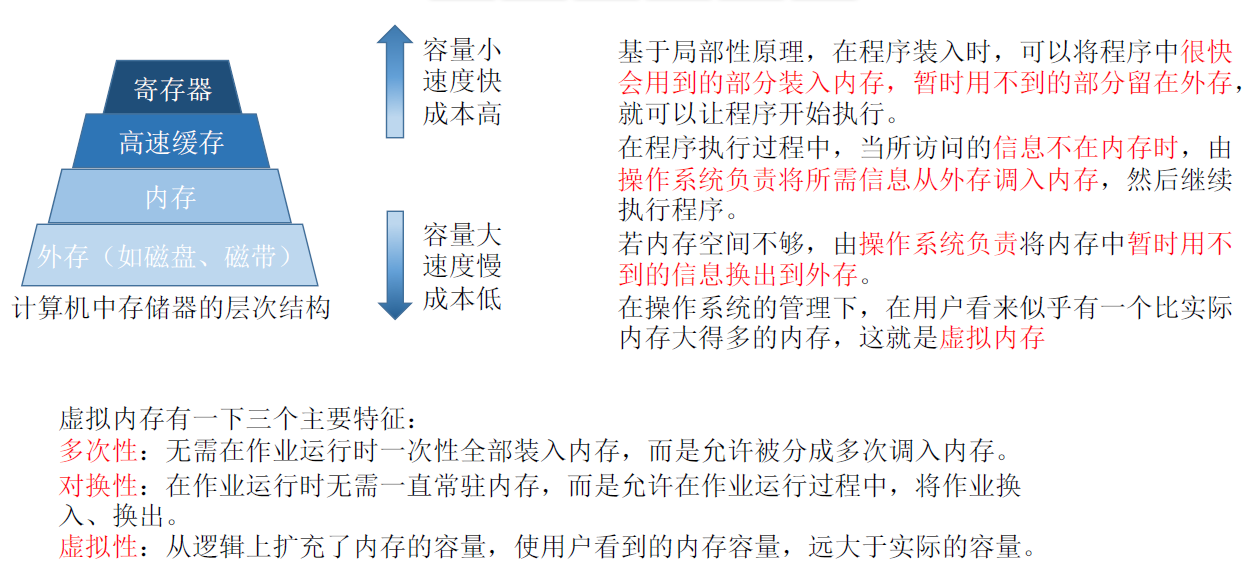 寄存器
高速缓存
内存
外存（如磁盘、磁带）
计算机中存储器的层次结构
容量小
速度快
成本高
容量大
速度慢
成本低
基于局部性原理，在程序装入时，可以将程序中很快
会用到的部分装入内存，暂时用不到的部分留在外存，
就可以让程序开始执行。
在程序执行过程中，当所访问的信息不在内存时，由
操作系统负责将所需信息从外存调入内存，然后继续
执行程序。
若内存空间不够，由操作系统负责将内存中暂时用不
到的信息换出到外存。
在操作系统的管理下，在用户看来似乎有一个比实际
内存大得多的内存，这就是虚拟内存
虚拟内存有一下三个主要特征：
多次性：无需在作业运行时一次性全部装入内存，而是允许被分成多次调入内存。
对换性：在作业运行时无需一直常驻内存，而是允许在作业运行过程中，将作业换
入、换出。
虚拟性：从逻辑上扩充了内存的容量，使用户看到的内存容量，远大于实际的容量。